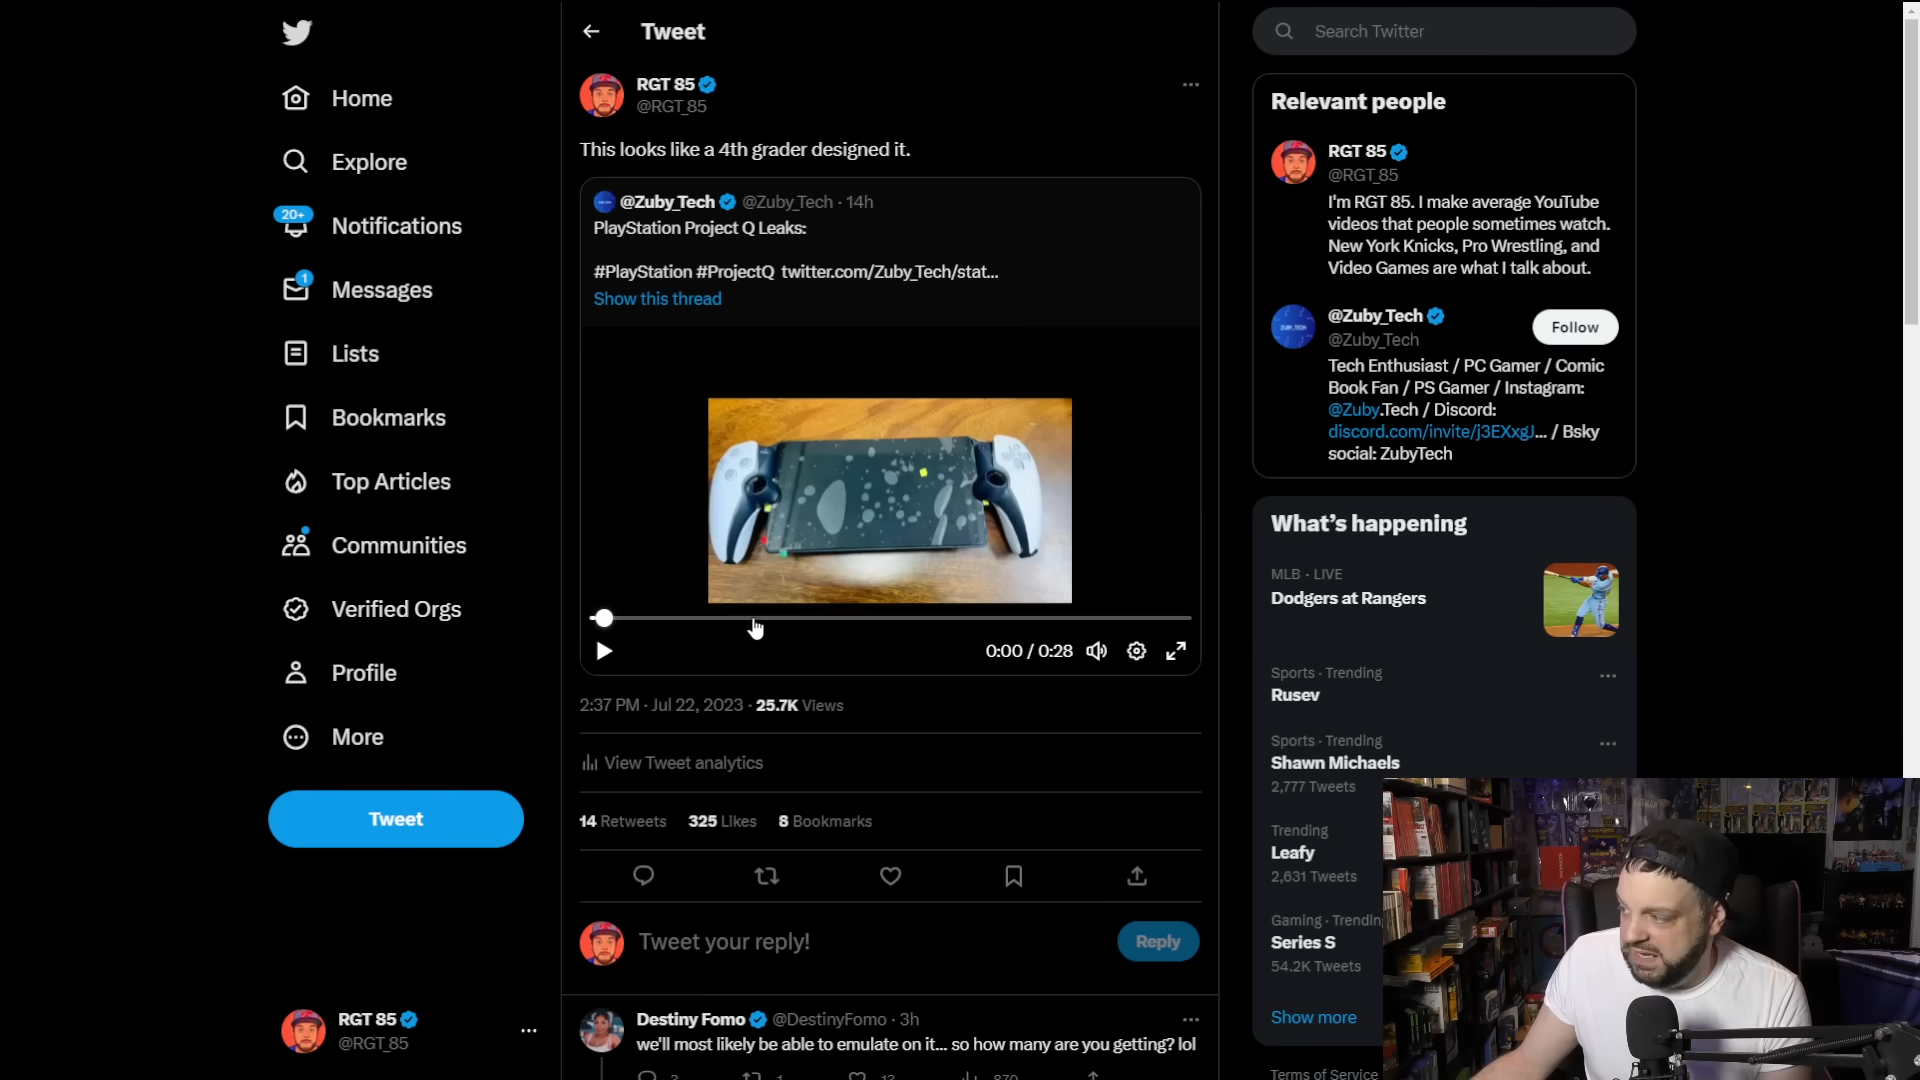 Home
Explore
20+
Notifications
1
Messages
Lists
Bookmarks
Top Articles
Communities
Verified Orgs
Profile
More
Tweet
RGT 85
@RGT_85
Tweet
RGT 85
@RGT_85
This looks like a 4th grader designed it.
@Zuby_Tech @Zuby_Tech · 14h
PlayStation Project Q Leaks:
#PlayStation #ProjectQ twitter.com/Zuby_Tech/stat...
Show this thread
0:00 / 0:28
2:37 PM · Jul 22, 2023 · 25.7K Views
View Tweet analytics
14 Retweets 325 Likes 8 Bookmarks
Tweet your reply!
Reply
Destiny Fomo @DestinyFomo · 3h
we'll most likely be able to emulate on it... so how many are you getting? lol
Search Twitter
Relevant people
RGT 85
@RGT_85
I'm RGT 85. I make average YouTube
videos that people sometimes watch.
New York Knicks, Pro Wrestling, and
Video Games are what I talk about.
@Zuby_Tech
@Zuby_Tech
Follow
Tech Enthusiast / PC Gamer / Comic
Book Fan / PS Gamer / Instagram:
@Zuby.Tech / Discord:
discord.com/invite/j3EXxgJ... / Bsky
social: ZubyTech
What's happening
MLB · LIVE
Dodgers at Rangers
Sports · Trending
Rusev
Sports · Trending
Shawn Michaels
2,777 Tweets
Trending
Leafy
2,631 Tweets
Gaming · Trending
Series S
54.2K Tweets
Show more
Terms of Service